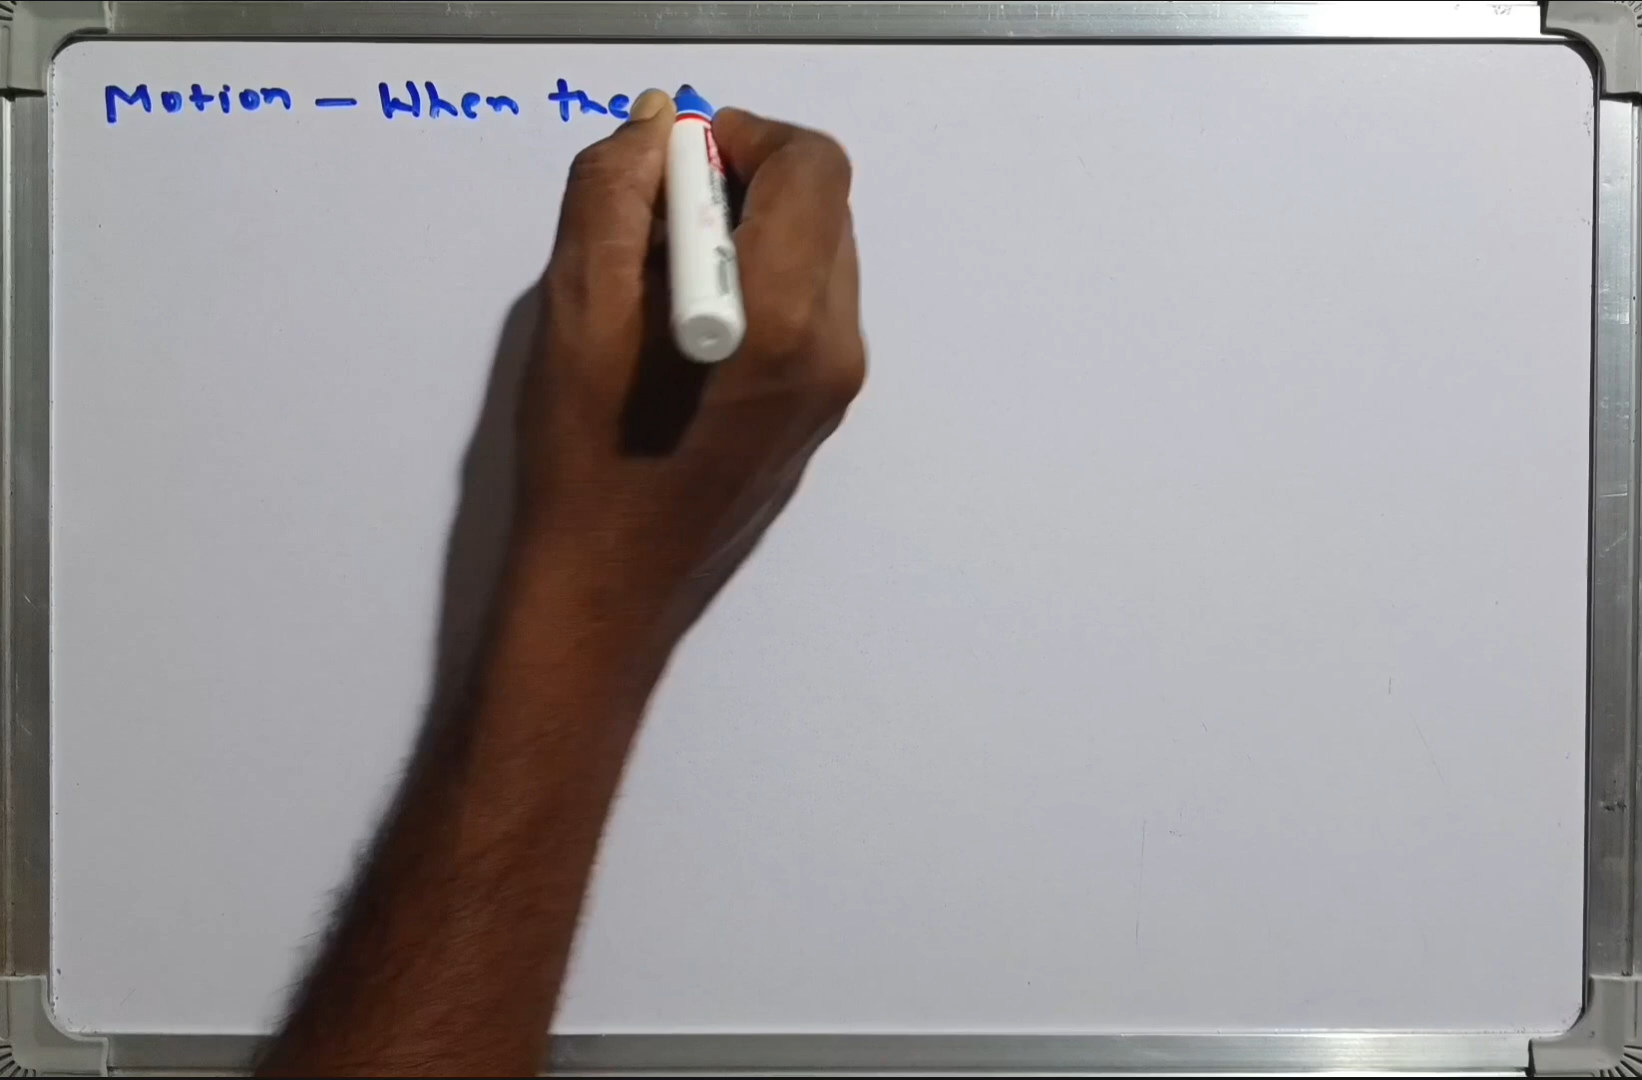 Motion – When the